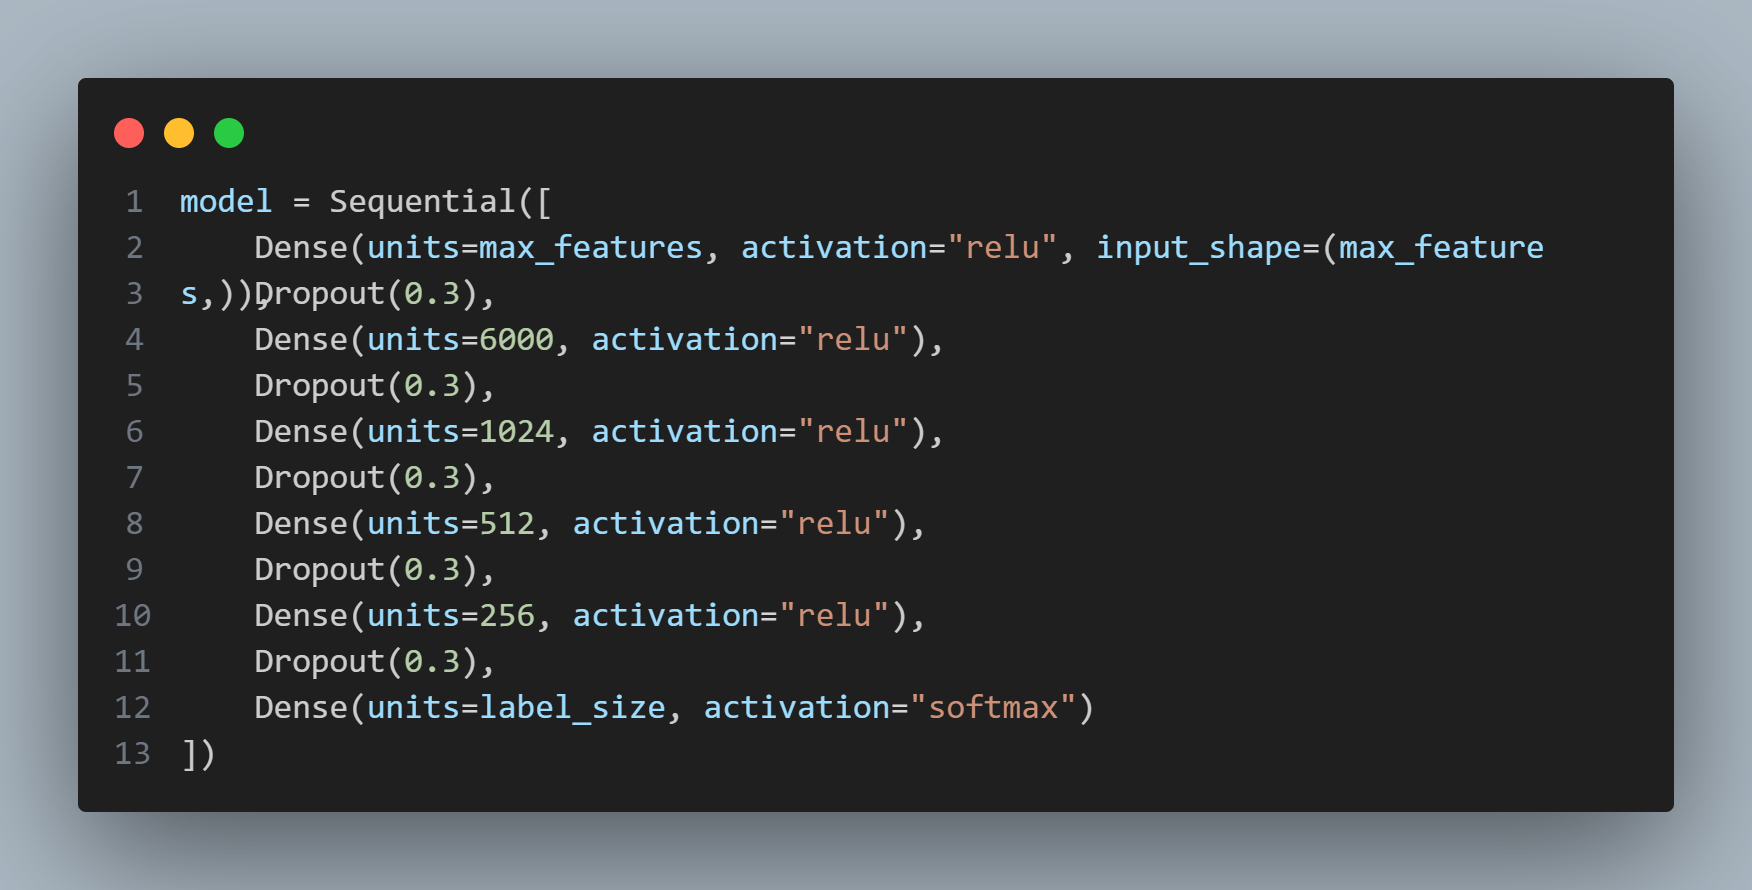 1 model = Sequential([
2     Dense(units=max_features, activation="relu", input_shape=(max_feature
3 s,)),Dropout(0.3),
4     Dense(units=6000, activation="relu"),
5     Dropout(0.3),
6     Dense(units=1024, activation="relu"),
7     Dropout(0.3),
8     Dense(units=512, activation="relu"),
9     Dropout(0.3),
10     Dense(units=256, activation="relu"),
11     Dropout(0.3),
12     Dense(units=label_size, activation="softmax")
13 ])